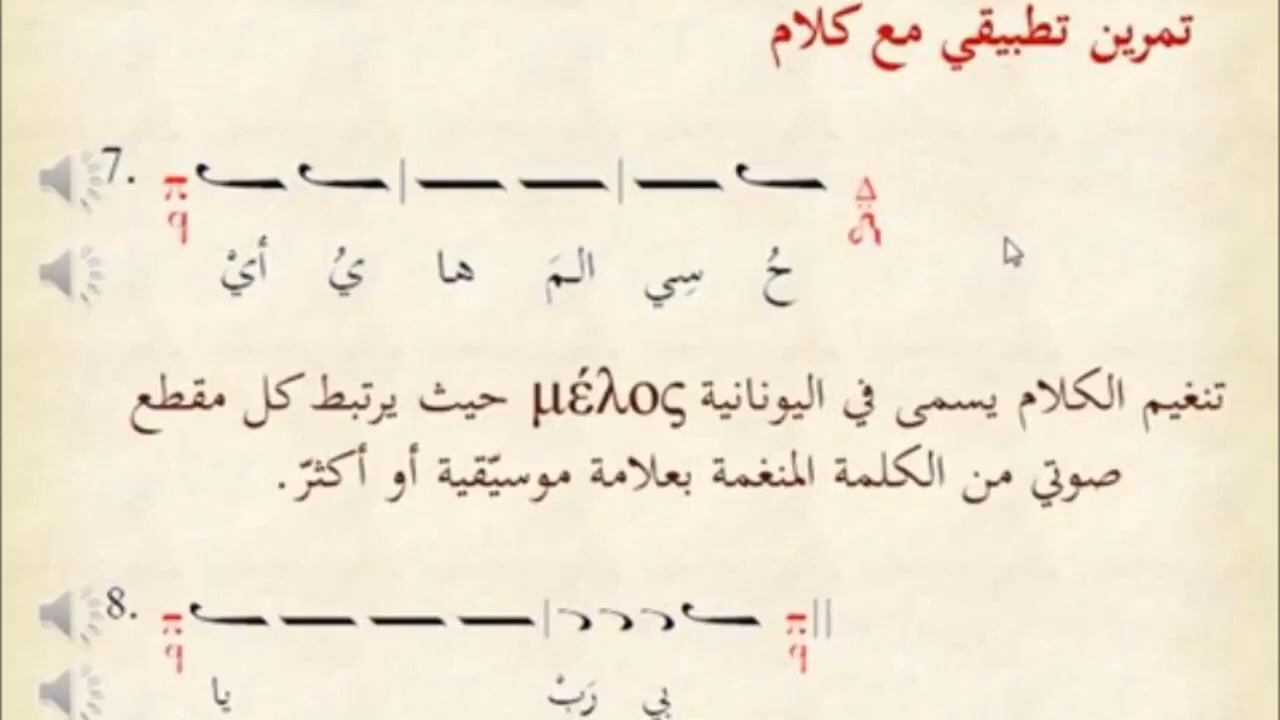 تمرين تطبيقي مع كلام
7. π Δ
q
أيْ يُ ها المَ سِي حُ
تنغيم الكلام يسمى في اليونانية μέλος حيث يرتبط كل مقطع
صوتي من الكلمة المنغمة بعلامة موسيّقية أو أكثرّ.
8. π π
q q
يا رَبْ بي